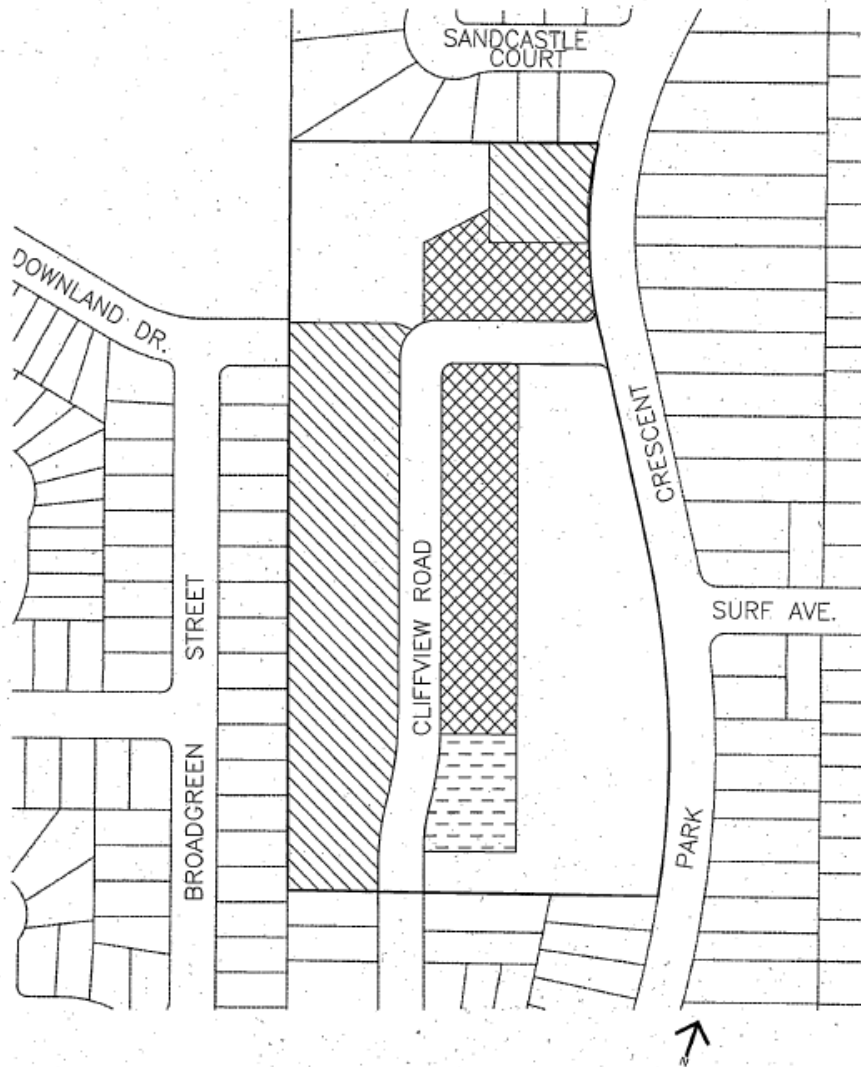 SANDCASTLE
COURT
DOWNLAND DR.
CRESCENT
SURF AVE.
STREET
CLIFFVIEW ROAD
BROADGREEN
PARK
N